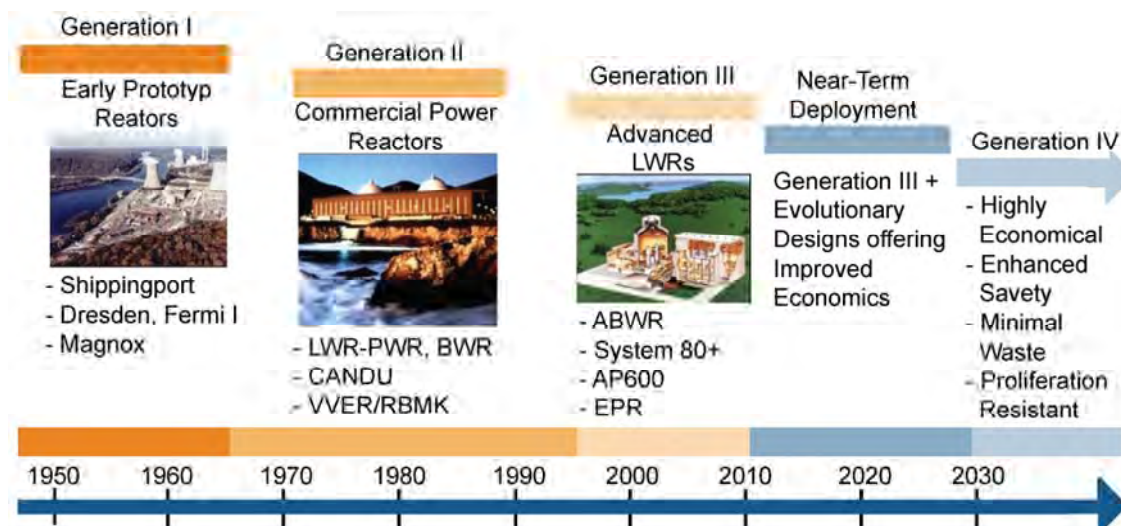 Generation I
Early Prototyp
Reators
- Shippingport
- Dresden, Fermi I
- Magnox
Generation II
Commercial Power
Reactors
- LWR-PWR, BWR
- CANDU
- VVER/RBMK
Generation III
Advanced
LWRs
- ABWR
- System 80+
- AP600
- EPR
Near-Term
Deployment
Generation III +
Evolutionary
Designs offering
Improved
Economics
Generation IV
- Highly
Economical
- Enhanced
Savety
- Minimal
Waste
- Proliferation
Resistant
1950 1960 1970 1980 1990 2000 2010 2020 2030